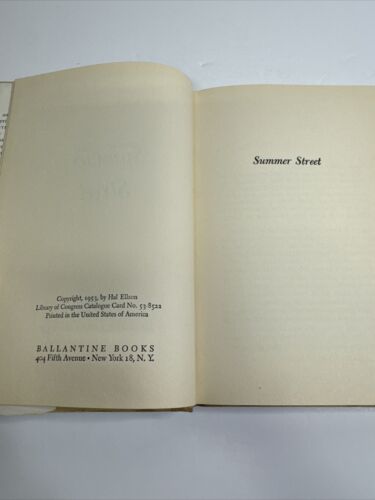 Copyright, 1953, by Hal Ellson
Library of Congress Catalogue Card No. 53-8522
Printed in the United States of America
BALLANTINE BOOKS
404 Fifth Avenue • New York 18, N. Y.
Summer Street